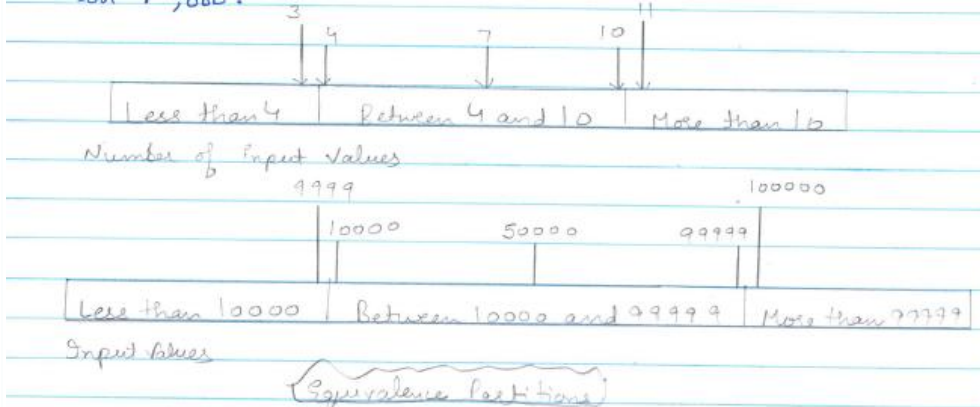 3
4 7 10 11
Less than 4 Between 4 and 10 More than 10
Number of Input Values
9999 100000
10000 50000 99999
Less than 10000 Between 10000 and 99999 More than 99999
Input Values
Equivalence Partitions